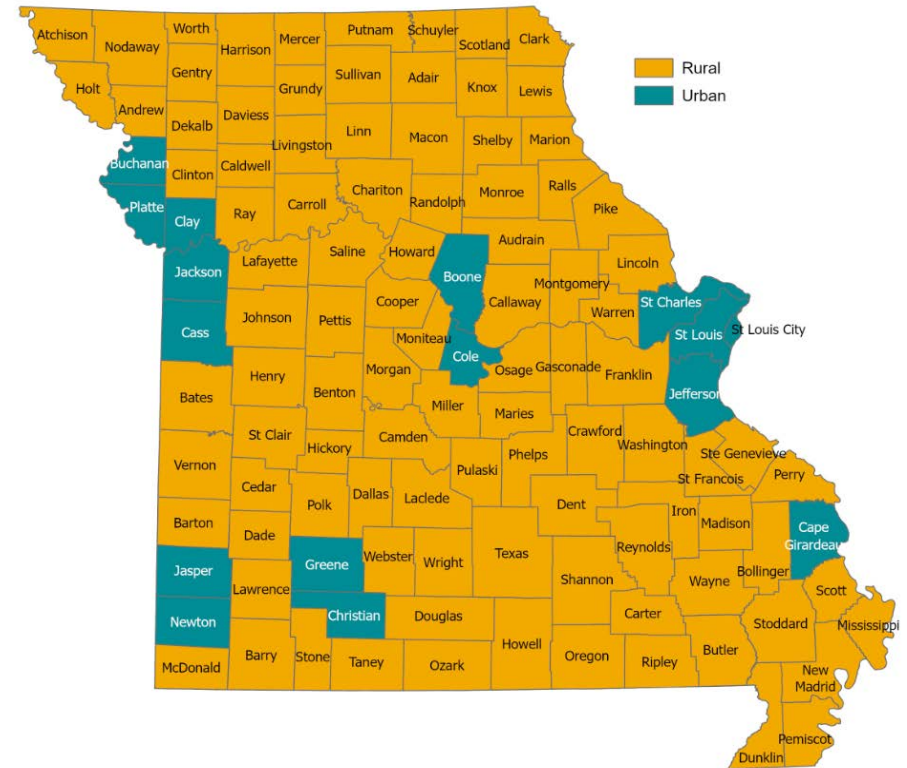 Atchison
Nodaway
Worth
Harrison
Mercer
Putnam
Schuyler
Scotland
Clark
Holt
Andrew
Gentry
Grundy
Sullivan
Adair
Knox
Lewis
Rural
Urban
Dekalb
Daviess
Livingston
Linn
Macon
Shelby
Marion
Buchanan
Clinton
Caldwell
Carroll
Chariton
Randolph
Monroe
Ralls
Platte
Clay
Ray
Pike
Howard
Audrain
Jackson
Lafayette
Saline
Boone
Callaway
Montgomery
Lincoln
Cass
Johnson
Pettis
Cooper
Moniteau
Cole
Osage
Gasconade
Warren
St Charles
St Louis
St Louis City
Franklin
Jefferson
Bates
Henry
Benton
Morgan
Miller
Maries
Vernon
St Clair
Hickory
Camden
Pulaski
Phelps
Crawford
Washington
Ste Genevieve
St Francois
Perry
Cedar
Polk
Dallas
Laclede
Dent
Iron
Madison
Cape
Girardeau
Barton
Dade
Greene
Webster
Wright
Texas
Shannon
Reynolds
Wayne
Bollinger
Scott
Jasper
Lawrence
Christian
Douglas
Carter
Stoddard
Mississippi
Newton
Howell
Oregon
Ripley
Butler
New
Madrid
McDonald
Barry
Stone
Taney
Ozark
Dunklin
Pemiscot